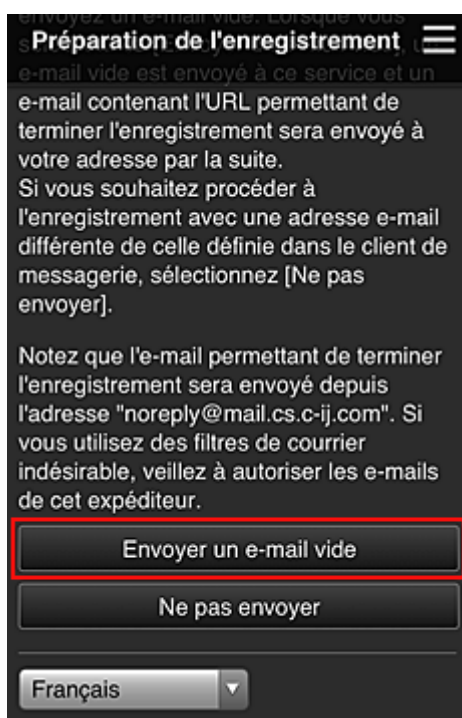 Préparation de l'enregistrement
e-mail vide est envoyé à ce service et un
e-mail contenant l'URL permettant de
terminer l'enregistrement sera envoyé à
votre adresse par la suite.
Si vous souhaitez procéder à
l'enregistrement avec une adresse e-mail
différente de celle définie dans le client de
messagerie, sélectionnez [Ne pas
envoyer].
Notez que l'e-mail permettant de terminer
l'enregistrement sera envoyé depuis
l'adresse "noreply@mail.cs.c-ij.com". Si
vous utilisez des filtres de courrier
indésirable, veillez à autoriser les e-mails
de cet expéditeur.
Envoyer un e-mail vide
Ne pas envoyer
Français